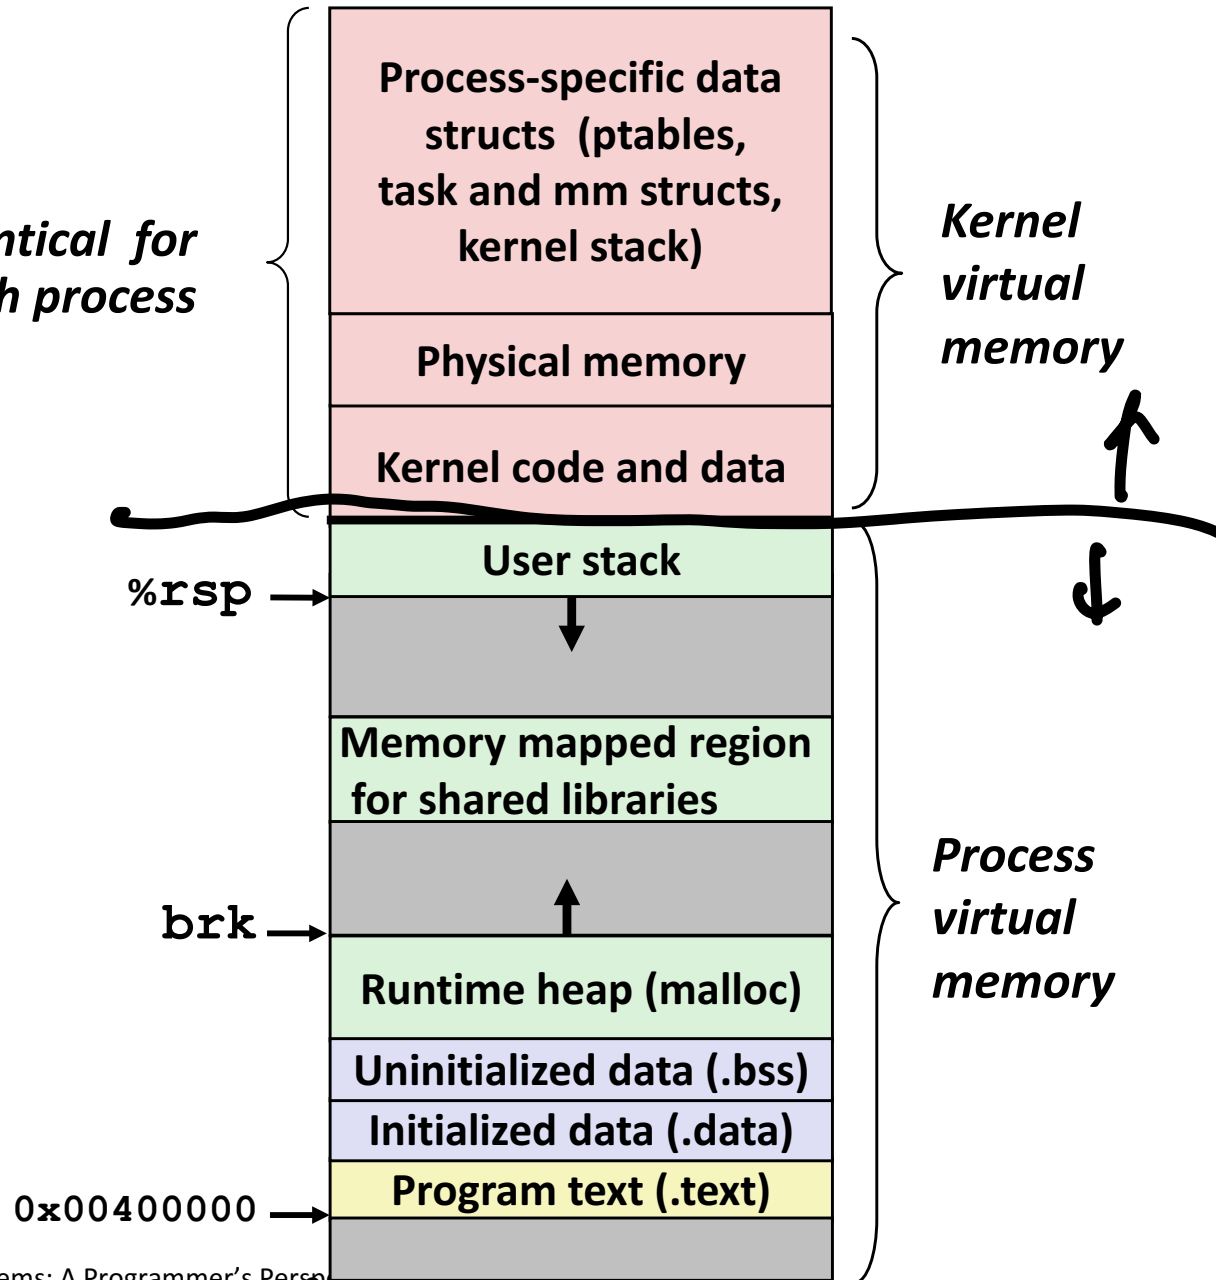 Process-specific data
structs (ptables,
task and mm structs,
kernel stack)
for
process
Kernel
virtual
memory
Physical memory
Kernel code and data
User stack
%rsp
Memory mapped region
for shared libraries
brk
Process
virtual
memory
Runtime heap (malloc)
Uninitialized data (.bss)
Initialized data (.data)
Program text (.text)
0x00400000
A Programmer's